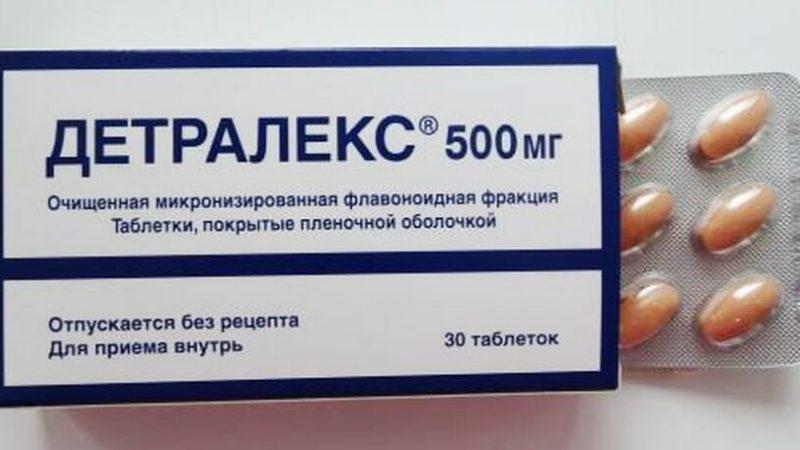 ДЕТРАЛЕКС® 500 мг
Очищенная микронизированная флавоноидная фракция
Таблетки, покрытые пленочной оболочкой
Отпускается без рецепта
Для приема внутрь
30 таблеток